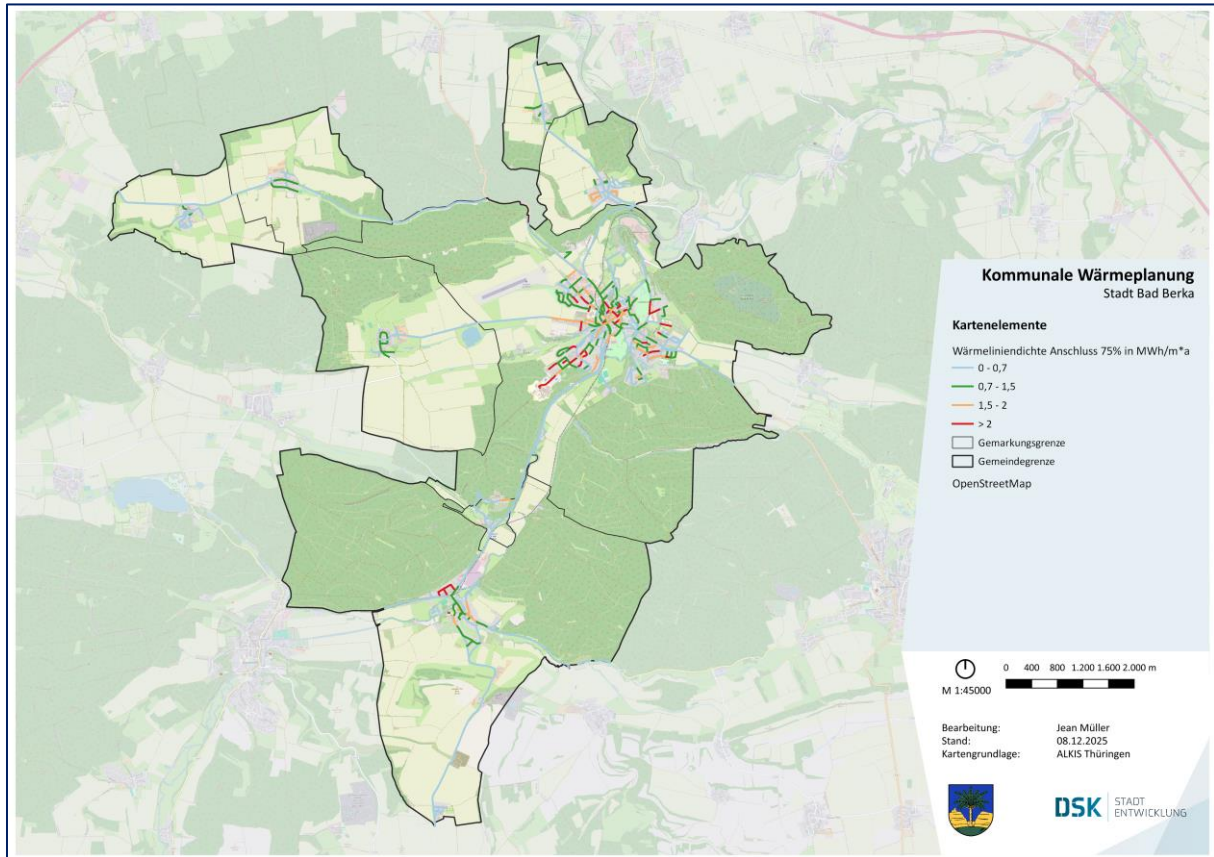 Kommunale Wärmeplanung
Stadt Bad Berka
Kartenelemente
Wärmeliniendichte Anschluss 75% in MWh/m*a
0 - 0,7
0,7 - 1,5
1,5 - 2
> 2
Gemarkungsgrenze
Gemeindegrenze
OpenStreetMap
0 400 800 1.200 1.600 2.000 m
M 1:45000
Bearbeitung: Jean Müller
Stand: 08.12.2025
Kartengrundlage: ALKIS Thüringen
DSK STADT
ENTWICKLUNG